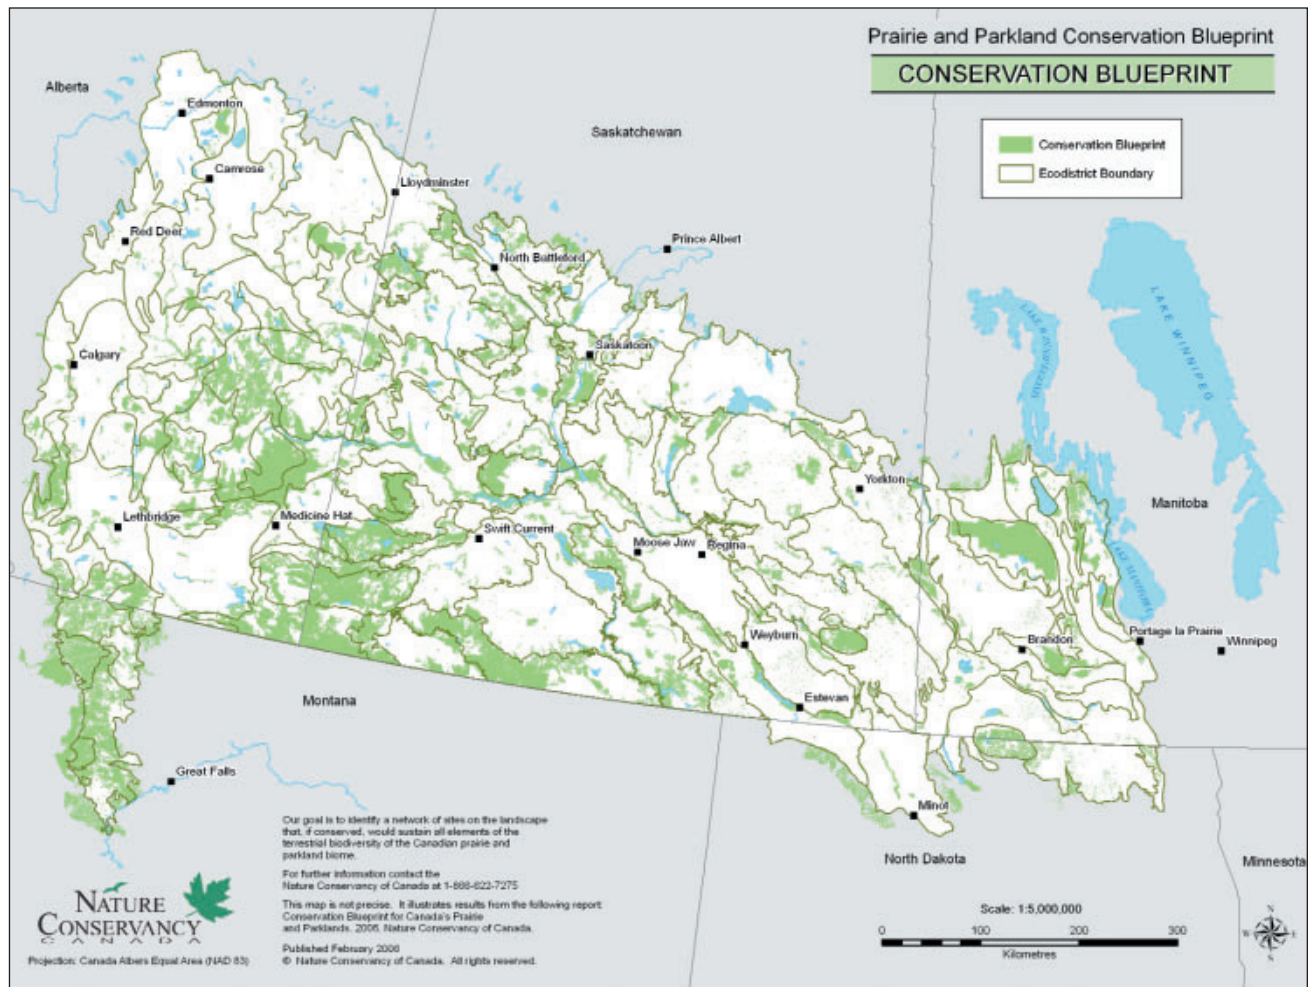 Prairie and Parkland Conservation Blueprint
CONSERVATION BLUEPRINT
Conservation Blueprint
Ecodistrict Boundary
Alberta
Edmonton
Saskatchewan
Camrose
Lloydminster
Red Deer
Prince Albert
North Battleford
LAKE WINNIPEG
Calgary
Saskatoon
Yorkton
Manitoba
Lethbridge
Medicine Hat
Swift Current
Moose Jaw
Regina
LAKE MANITOBA
Weyburn
Brandon
Portage la Prairie
Winnipeg
Montana
Estevan
Great Falls
Minot
North Dakota
Minnesota
Our goal is to identify a network of sites on the landscape
that, if conserved, would sustain all elements of the
terrestrial biodiversity of the Canadian prairie and
parkland biome.
For further information contact the
Nature Conservancy of Canada at 1-866-622-7275
This map is not precise. It illustrates results from the following report:
Conservation Blueprint for Canada's Prairie
and Parklands. 2006. Nature Conservancy of Canada.
Published February 2006
© Nature Conservancy of Canada. All rights reserved.
NATURE
CONSERVANCY
CANADA
Projection: Canada Albers Equal Area (NAD 83)
Scale: 1:5,000,000
0 100 200 300
Kilometres
N
W E
S